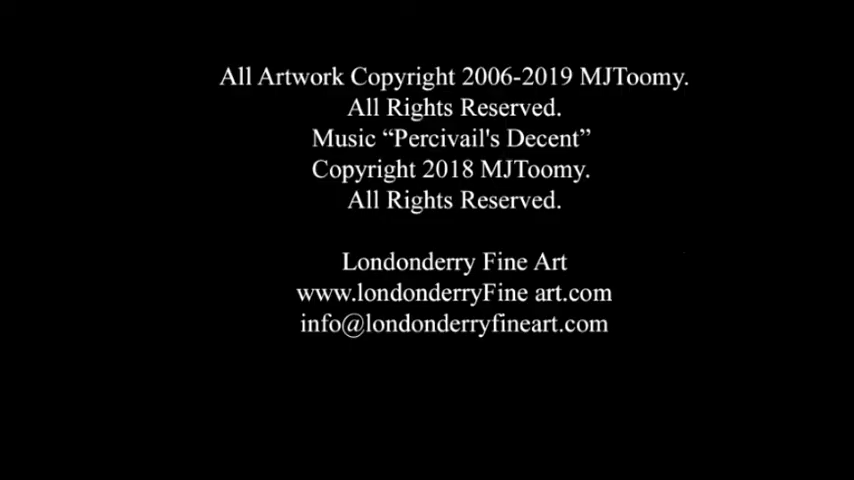 All Artwork Copyright 2006-2019 MJToomy.
All Rights Reserved.
Music “Percivail's Decent”
Copyright 2018 MJToomy.
All Rights Reserved.
Londonderry Fine Art
www.londonderryFine art.com
info@londonderryfineart.com